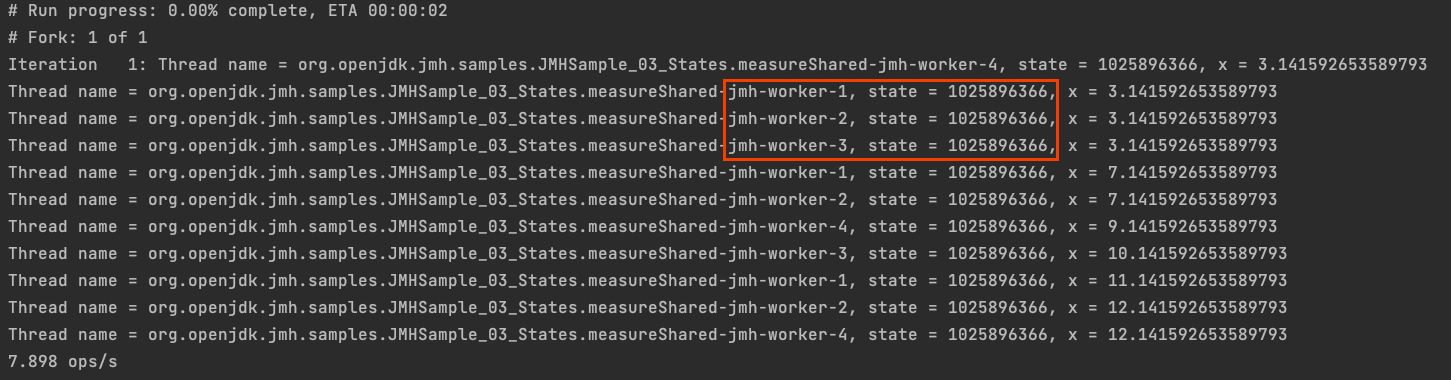 # Run progress: 0.00% complete, ETA 00:00:02
# Fork: 1 of 1
Iteration   1: Thread name = org.openjdk.jmh.samples.JMHSample_03_States.measureShared-jmh-worker-4, state = 1025896366, x = 3.141592653589793
Thread name = org.openjdk.jmh.samples.JMHSample_03_States.measureShared-jmh-worker-1, state = 1025896366, x = 3.141592653589793
Thread name = org.openjdk.jmh.samples.JMHSample_03_States.measureShared-jmh-worker-2, state = 1025896366, x = 3.141592653589793
Thread name = org.openjdk.jmh.samples.JMHSample_03_States.measureShared-jmh-worker-3, state = 1025896366, x = 3.141592653589793
Thread name = org.openjdk.jmh.samples.JMHSample_03_States.measureShared-jmh-worker-1, state = 1025896366, x = 7.141592653589793
Thread name = org.openjdk.jmh.samples.JMHSample_03_States.measureShared-jmh-worker-2, state = 1025896366, x = 7.141592653589793
Thread name = org.openjdk.jmh.samples.JMHSample_03_States.measureShared-jmh-worker-4, state = 1025896366, x = 9.141592653589793
Thread name = org.openjdk.jmh.samples.JMHSample_03_States.measureShared-jmh-worker-3, state = 1025896366, x = 10.141592653589793
Thread name = org.openjdk.jmh.samples.JMHSample_03_States.measureShared-jmh-worker-1, state = 1025896366, x = 11.141592653589793
Thread name = org.openjdk.jmh.samples.JMHSample_03_States.measureShared-jmh-worker-2, state = 1025896366, x = 12.141592653589793
Thread name = org.openjdk.jmh.samples.JMHSample_03_States.measureShared-jmh-worker-4, state = 1025896366, x = 12.141592653589793
7.898 ops/s